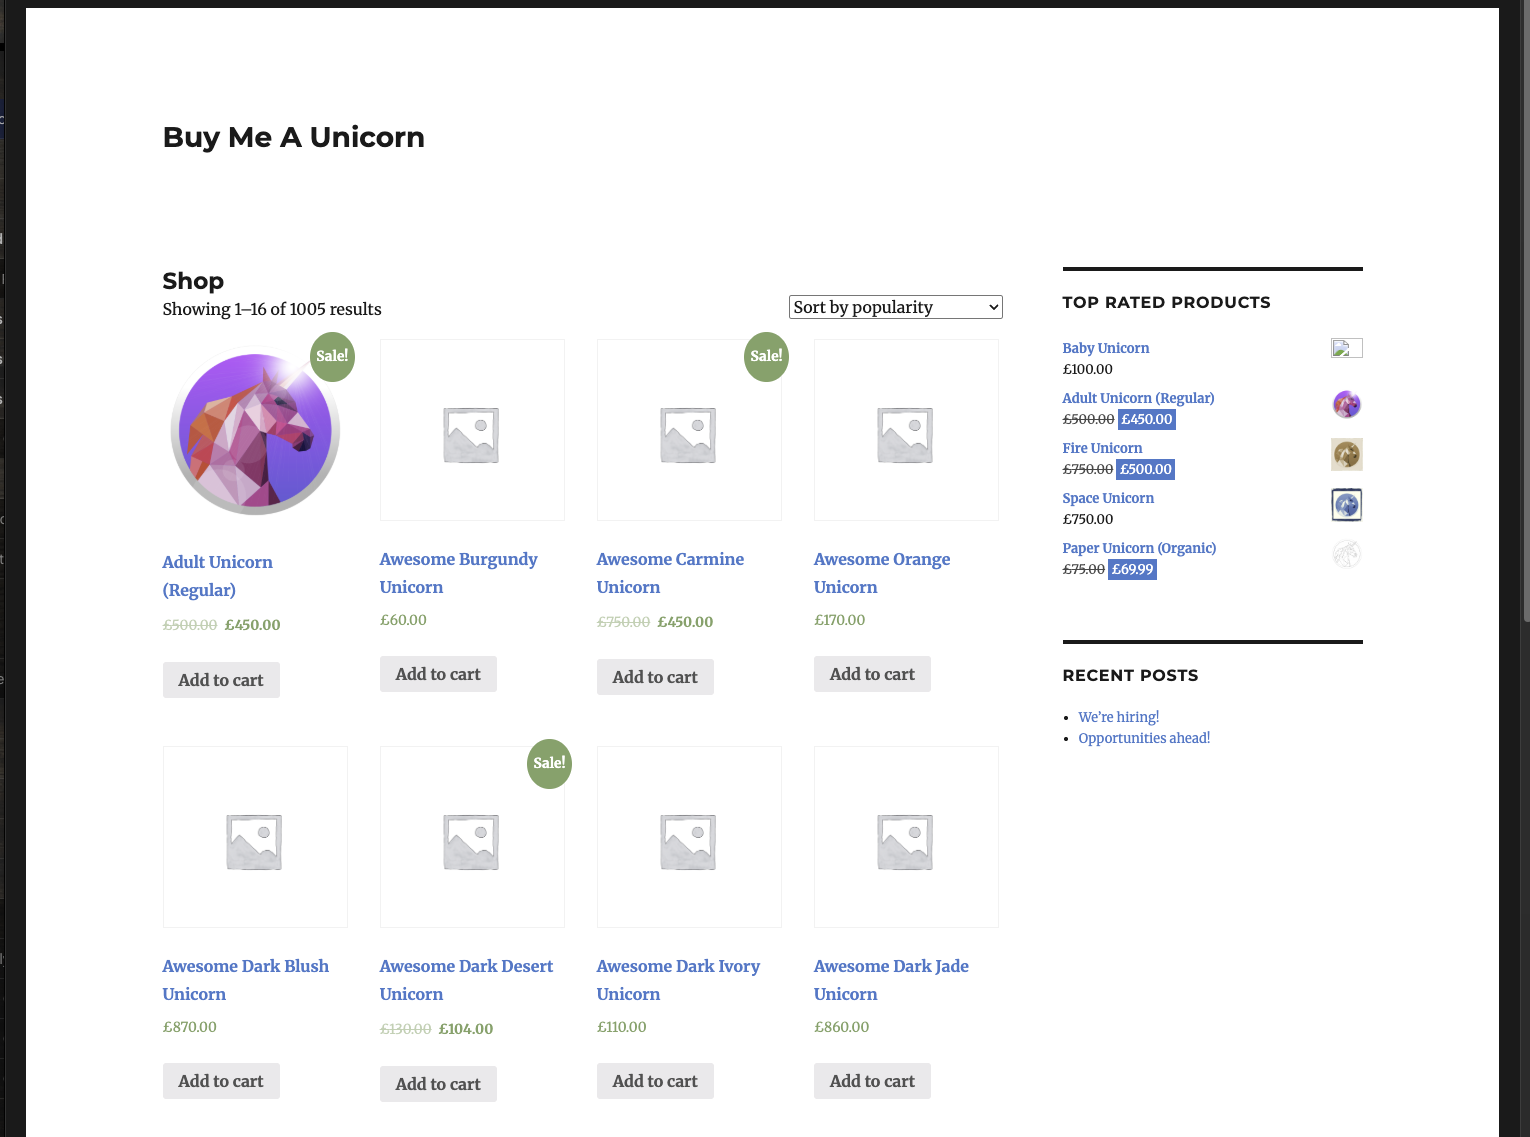 Buy Me A Unicorn
Shop
Showing 1–16 of 1005 results
Sort by popularity
Sale!
Adult Unicorn
(Regular)
£500.00 £450.00
Add to cart
Awesome Burgundy
Unicorn
£60.00
Add to cart
Sale!
Awesome Carmine
Unicorn
£750.00 £450.00
Add to cart
Awesome Orange
Unicorn
£170.00
Add to cart
Awesome Dark Blush
Unicorn
£870.00
Add to cart
Sale!
Awesome Dark Desert
Unicorn
£130.00 £104.00
Add to cart
Awesome Dark Ivory
Unicorn
£110.00
Add to cart
Awesome Dark Jade
Unicorn
£860.00
Add to cart
TOP RATED PRODUCTS
Baby Unicorn
£100.00
Adult Unicorn (Regular)
£500.00 £450.00
Fire Unicorn
£750.00 £500.00
Space Unicorn
£750.00
Paper Unicorn (Organic)
£75.00 £69.99
RECENT POSTS
We’re hiring!
Opportunities ahead!